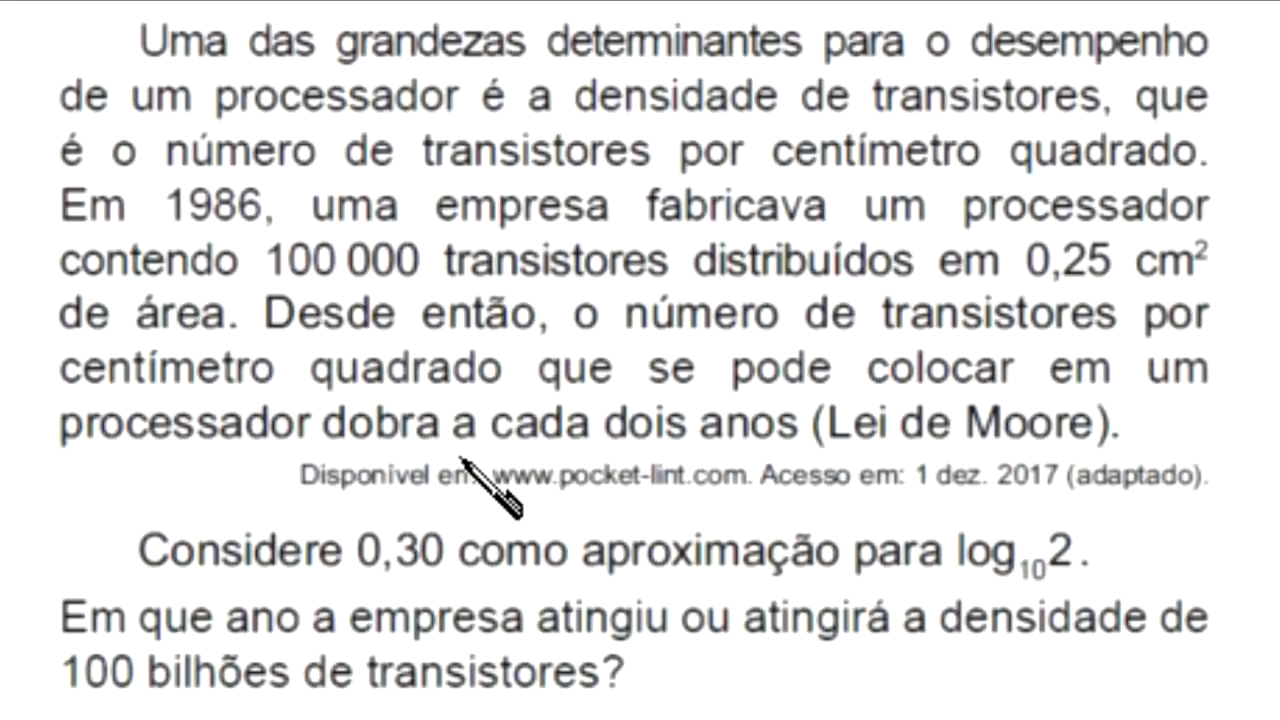 Uma das grandezas determinantes para o desempenho
de um processador é a densidade de transistores, que
é o número de transistores por centímetro quadrado.
Em 1986, uma empresa fabricava um processador
contendo 100 000 transistores distribuídos em 0,25 cm²
de área. Desde então, o número de transistores por
centímetro quadrado que se pode colocar em um
processador dobra a cada dois anos (Lei de Moore).
Disponível em: www.pocket-lint.com. Acesso em: 1 dez. 2017 (adaptado).
Considere 0,30 como aproximação para log₁₀2.
Em que ano a empresa atingiu ou atingirá a densidade de
100 bilhões de transistores?